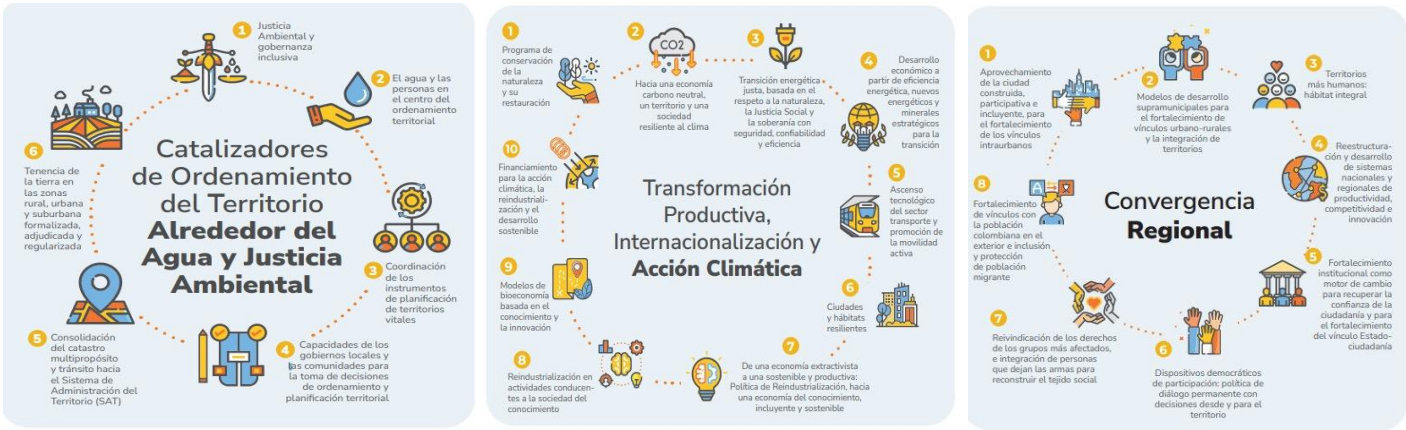 Catalizadores
de Ordenamiento
del Territorio
Alrededor del
Agua y Justicia
Ambiental
1
Justicia
Ambiental y
gobernanza
inclusiva
2
El agua y las
personas en
el centro del
ordenamiento
territorial
3
Coordinación
de los
instrumentos
de planificación
de territorios
vitales
4
Capacidades de los
gobiernos locales y
las comunidades para
la toma de decisiones
de ordenamiento y
planificación territorial
5
Consolidación
del catastro
multipropósito
y tránsito hacia
el Sistema de
Administración del
Territorio (SAT)
6
Tenencia de
la tierra en
las zonas
rural, urbana
y suburbana
formalizada,
adjudicada y
regularizada
Transformación
Productiva,
Internacionalización y
Acción Climática
1
Programa de
conservación
de la
naturaleza
y su
restauración
2
CO2
Hacia una economía
carbono neutral,
un territorio y una
sociedad
resiliente al clima
3
Transición energética
justa, basada en el
respeto a la naturaleza,
la Justicia Social y
la soberanía con
seguridad, confiabilidad
y eficiencia
4
Desarrollo
económico a
partir de eficiencia
energética, nuevos
energéticos y
minerales
estratégicos
para la
transición
5
Ascenso
tecnológico
del sector
transporte y
promoción de
la movilidad
activa
6
Ciudades
y hábitats
resilientes
7
De una economía extractivista
a una sostenible y productiva:
Política de Reindustrialización, hacia
una economía del conocimiento,
incluyente y sostenible
8
Reindustrialización en
actividades conducen-
tes a la sociedad del
conocimiento
9
Modelos de
bioeconomía
basada en el
conocimiento y
la innovación
10
Financiamiento
para la acción
climática, la
reindustriali-
zación y el
desarrollo
sostenible
Convergencia
Regional
1
Aprovechamiento
de la ciudad
construida,
participativa e
incluyente, para
el fortalecimiento
de los vínculos
intraurbanos
2
Modelos de desarrollo
supramunicipales para
el fortalecimiento de
vínculos urbano-rurales
y la integración de
territorios
3
Territorios
más humanos:
hábitat integral
4
Reestructura-
ción y desarrollo
de sistemas
nacionales y
regionales de
productividad,
competitividad e
innovación
5
Fortalecimiento
institucional como
motor de cambio
para recuperar la
confianza de la
ciudadanía y para
el fortalecimiento
del vínculo Estado-
ciudadanía
6
Dispositivos democráticos
de participación: política de
diálogo permanente con
decisiones desde y para el
territorio
7
Reivindicación de los derechos
de los grupos más afectados,
e integración de personas
que dejan las armas para
reconstruir el tejido social
8
A
Fortalecimiento
de vínculos con
la población
colombiana en el
exterior e inclusión
y protección
de población
migrante